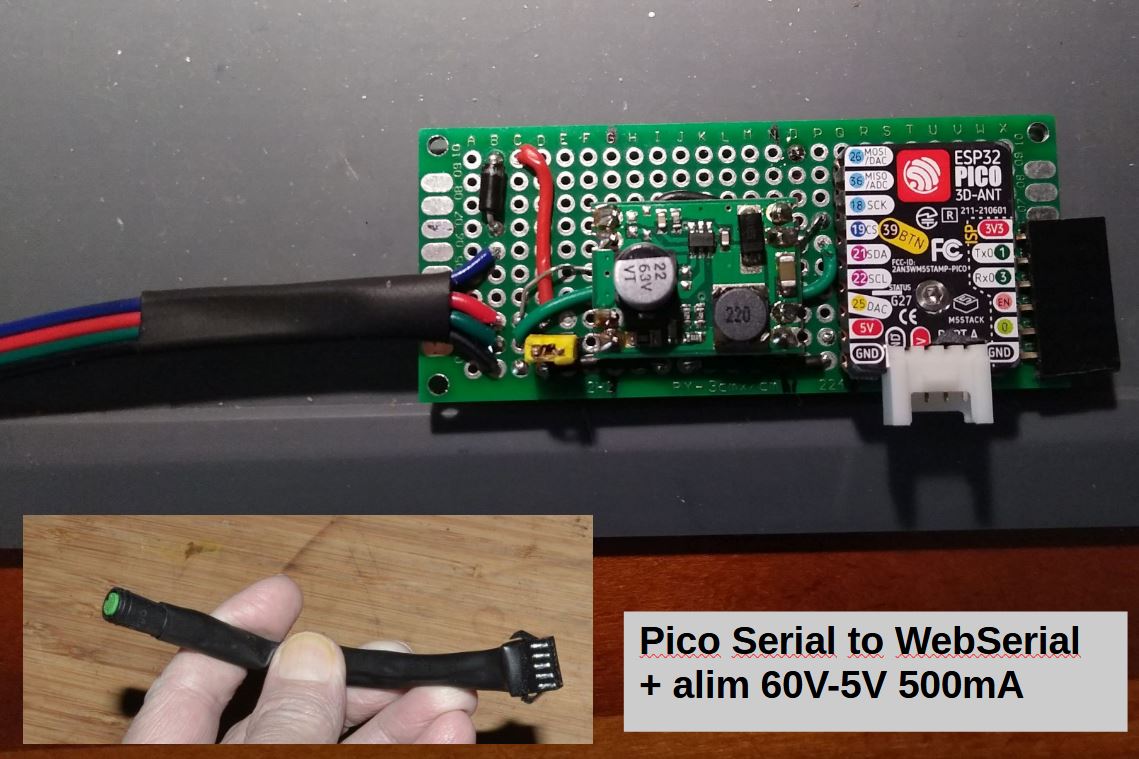 A B C D E F G H I J K L M N O P Q R S T U V W X
26 MOSI /DAC
36 MISO /ADC
18 SCK
19 CS
39 BTN
21 SDA
22 SCL
25 DAC
5V
GND
ESP32
PICO
3D-ANT
R
211-210601
ISP
3V3
FC
Tx0 1
FCC-ID:
2AN3WM5STAMP-PICO
Rx0 3
STATUS
G27
EN
CE
M5STACK
0
GND
22
63V
VT
220
Pico Serial to WebSerial
+ alim 60V-5V 500mA